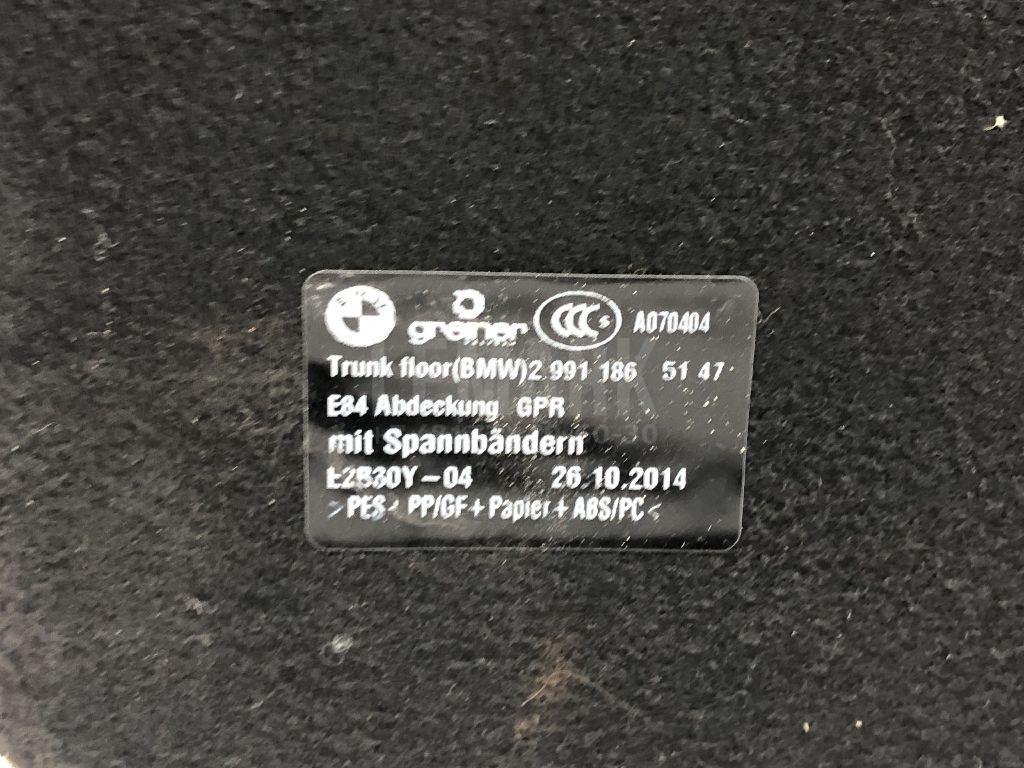 greiner CCC S A070404
Trunk floor(BMW)2 991 186 51 47
E84 Abdeckung GPR
mit Spannbändern
E2530Y-04 26.10.2014
>PES+ PP/GF+Papier+ABS/PC<